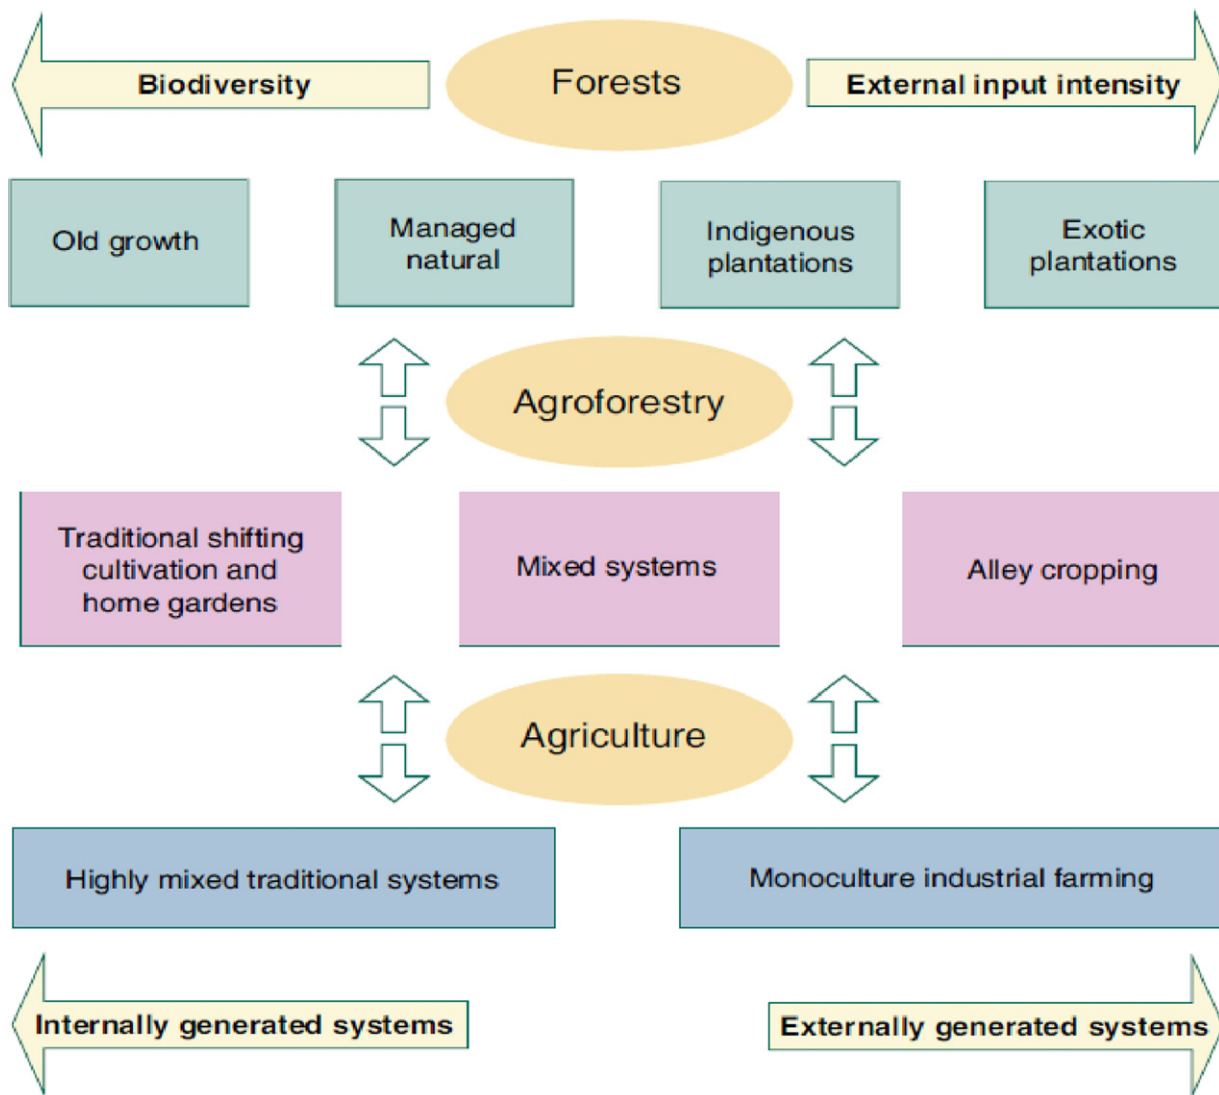 Biodiversity
Forests
External input intensity
Old growth
Managed
natural
Indigenous
plantations
Exotic
plantations
Agroforestry
Traditional shifting
cultivation and
home gardens
Mixed systems
Alley cropping
Agriculture
Highly mixed traditional systems
Monoculture industrial farming
Internally generated systems
Externally generated systems